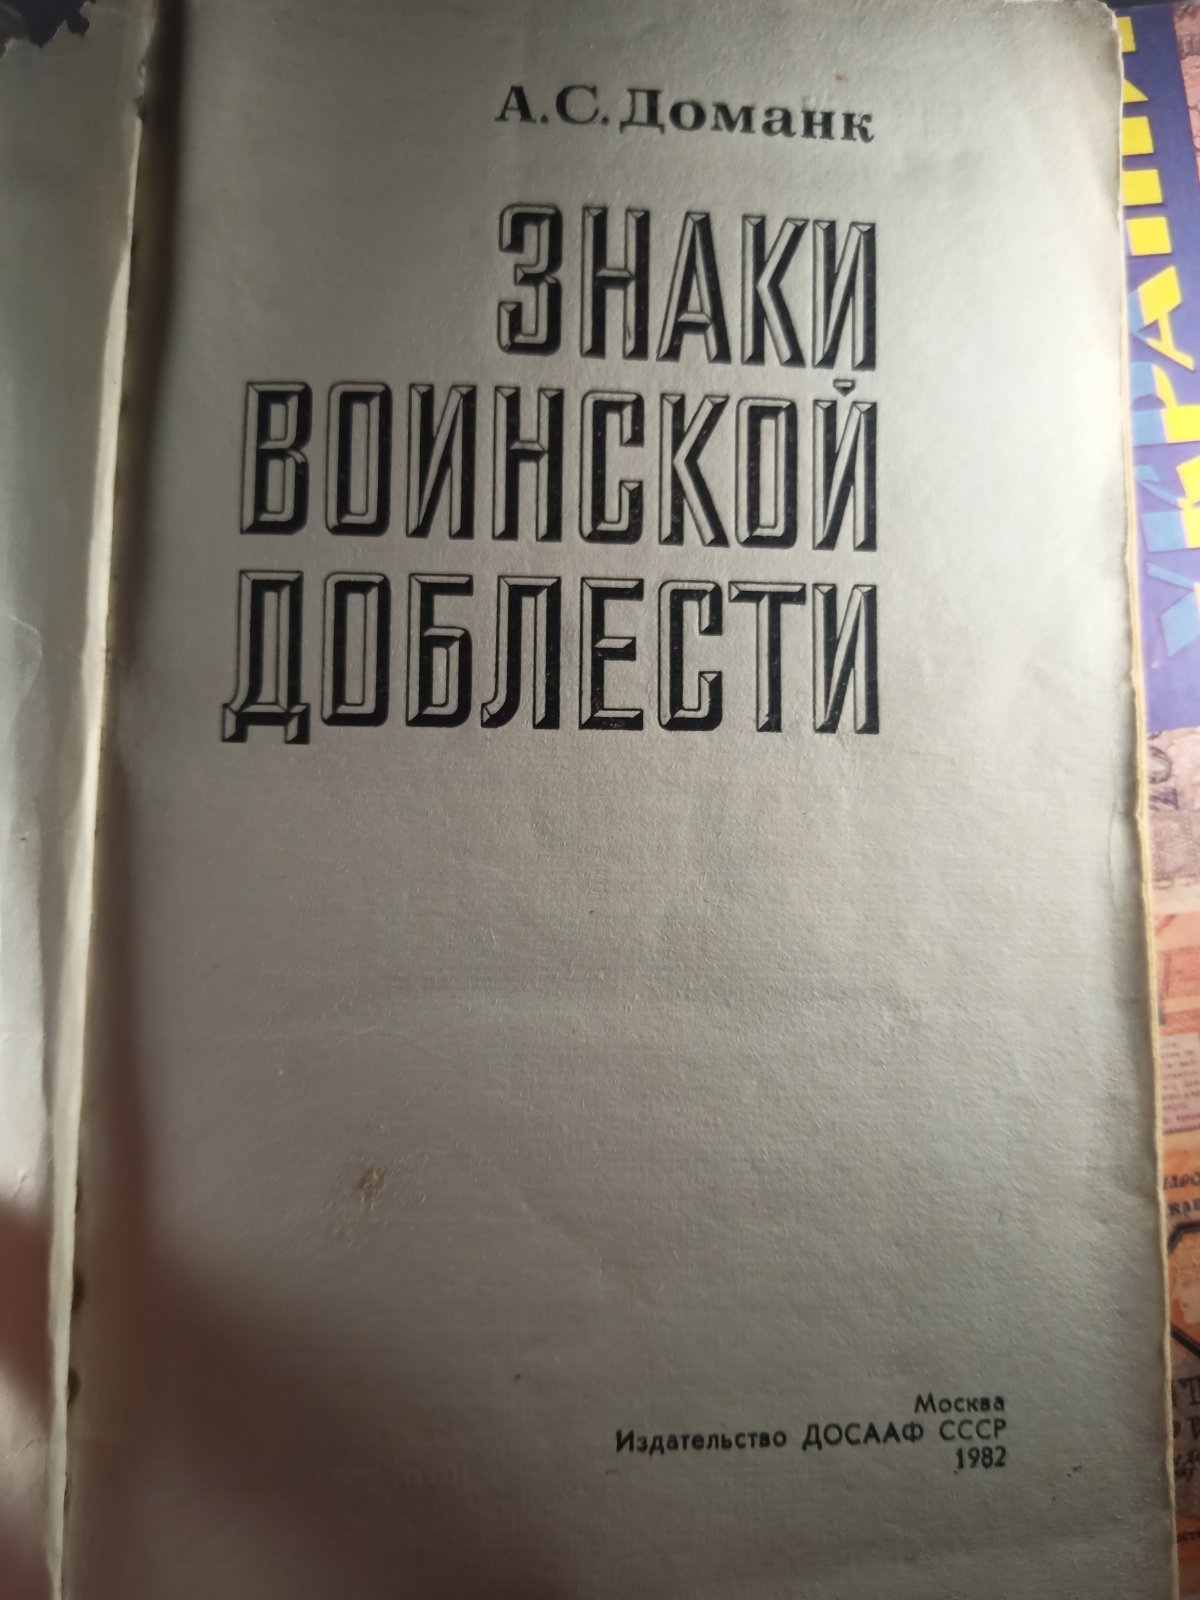 А.С.Доманк
ЗНАКИ
ВОИНСКОЙ
ДОБЛЕСТИ
Москва
Издательство ДОСААФ СССР
1982